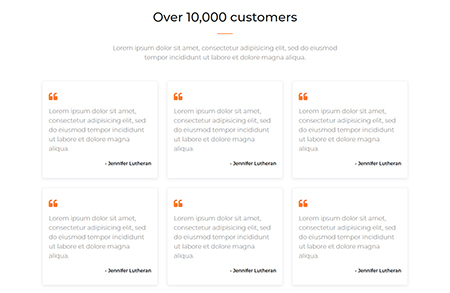 Over 10,000 customers
Lorem ipsum dolor sit amet, consectetur adipisicing elit, sed do eiusmod
tempor incididunt ut labore et dolore magna aliqua.
Lorem ipsum dolor sit amet,
consectetur adipisicing elit, sed
do eiusmod tempor incididunt
ut labore et dolore magna
aliqua.
- Jennifer Lutheran
Lorem ipsum dolor sit amet,
consectetur adipisicing elit, sed
do eiusmod tempor incididunt
ut labore et dolore magna
aliqua.
- Jennifer Lutheran
Lorem ipsum dolor sit amet,
consectetur adipisicing elit, sed
do eiusmod tempor incididunt
ut labore et dolore magna
aliqua.
- Jennifer Lutheran
Lorem ipsum dolor sit amet,
consectetur adipisicing elit, sed
do eiusmod tempor incididunt
ut labore et dolore magna
aliqua.
- Jennifer Lutheran
Lorem ipsum dolor sit amet,
consectetur adipisicing elit, sed
do eiusmod tempor incididunt
ut labore et dolore magna
aliqua.
- Jennifer Lutheran
Lorem ipsum dolor sit amet,
consectetur adipisicing elit, sed
do eiusmod tempor incididunt
ut labore et dolore magna
aliqua.
- Jennifer Lutheran